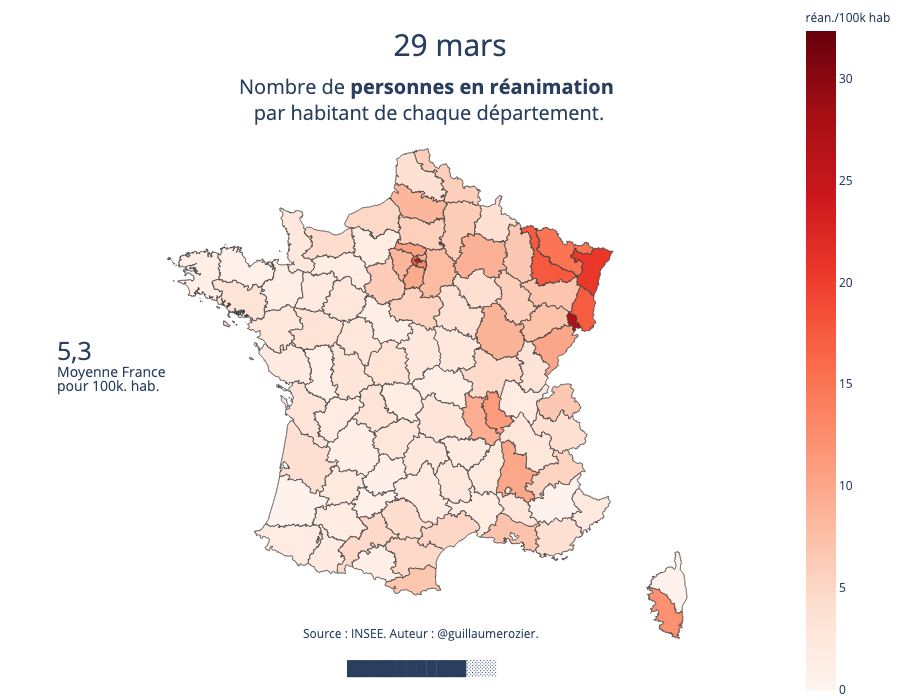 réan./100k hab
29 mars
Nombre de personnes en réanimation
par habitant de chaque département.
30
25
20
15
10
5
0
5,3
Moyenne France
pour 100k. hab.
Source : INSEE. Auteur : @guillaumerozier.